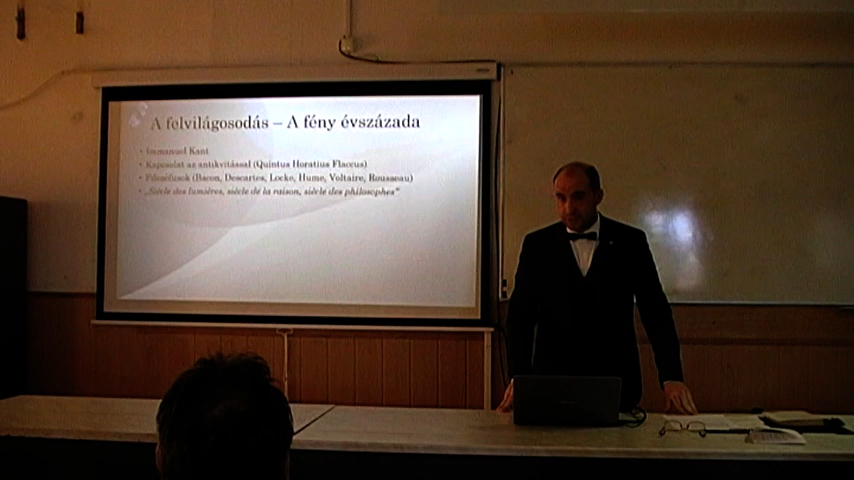 A felvilágosodás – A fény évszázada
• Immanuel Kant
• Kapcsolat az antikvitással (Quintus Horatius Flaccus)
• Filozófusok (Bacon, Descartes, Locke, Hume, Voltaire, Rousseau)
• „Siècle des lumières, siècle de la raison, siècle des philosophes”